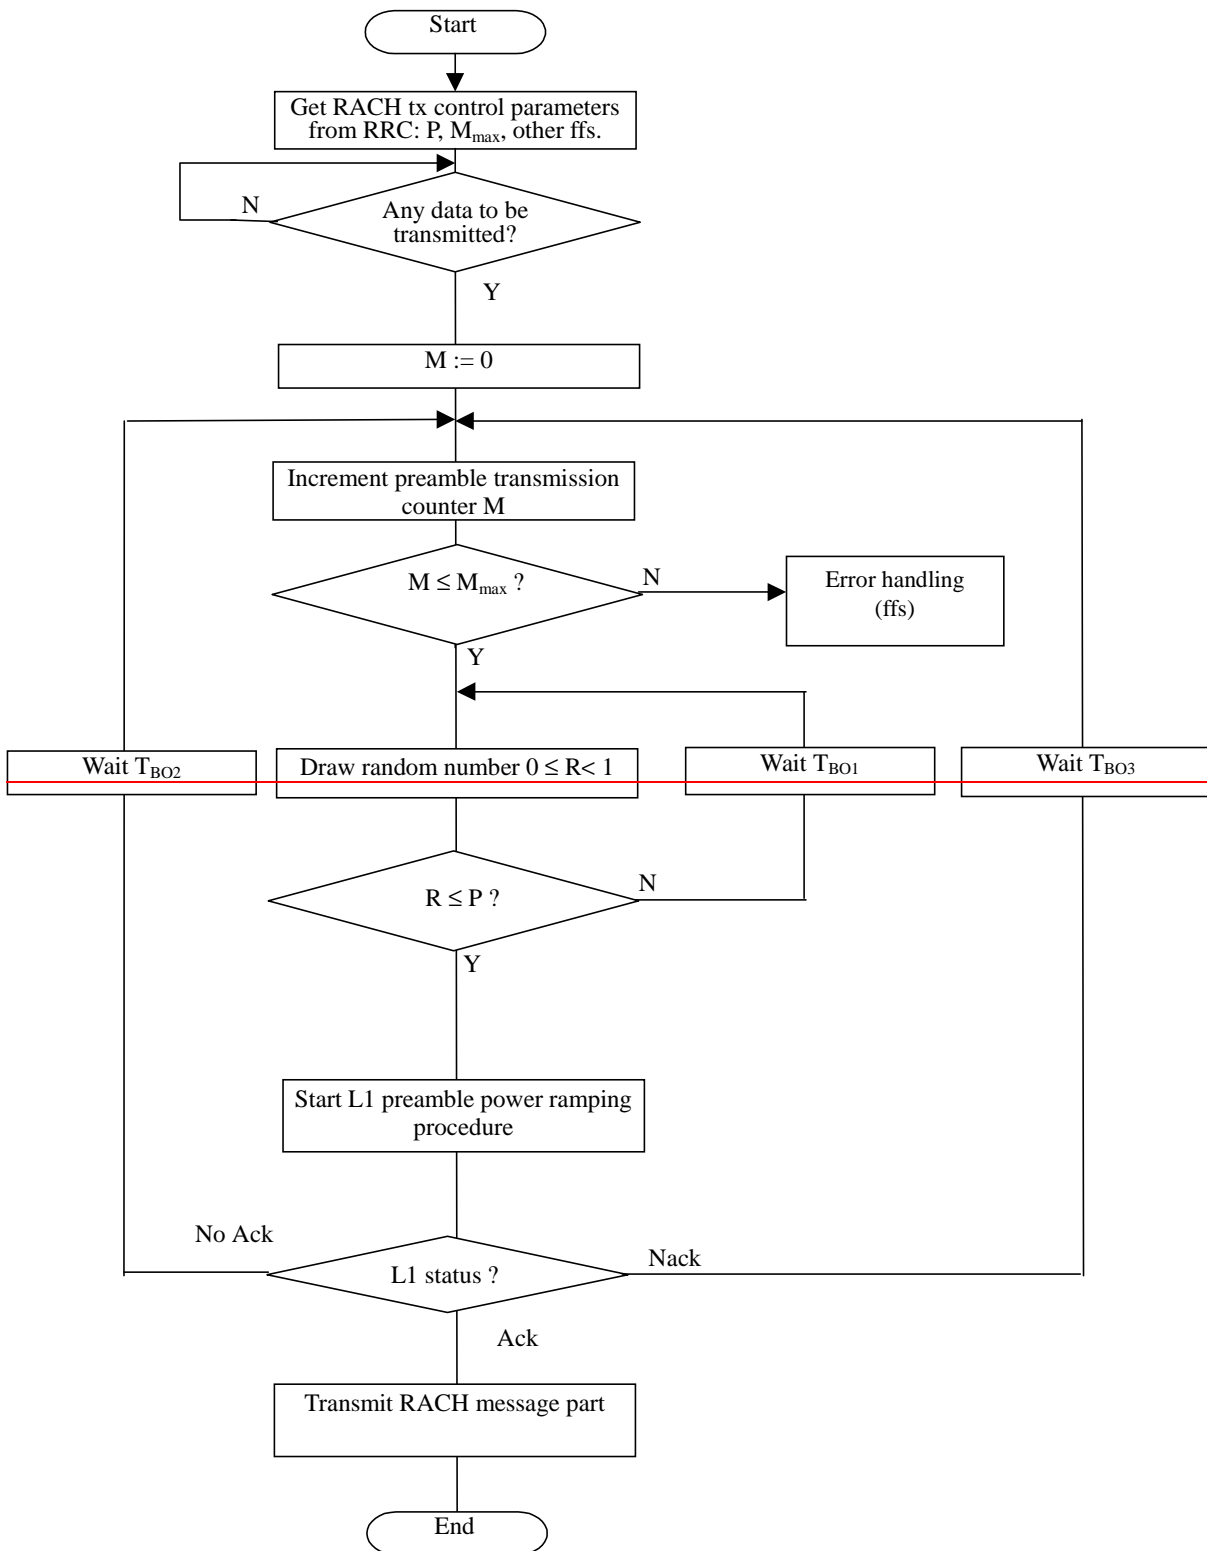 Start
Get RACH tx control parameters
from RRC: P, Mmax, other ffs.
N
Any data to be
transmitted?
Y
M := 0
Increment preamble transmission
counter M
M ≤ Mmax ?
N
Error handling
(ffs)
Y
Wait TBO2
Draw random number 0 ≤ R< 1
Wait TBO1
Wait TBO3
R ≤ P ?
N
Y
Start L1 preamble power ramping
procedure
No Ack
L1 status ?
Nack
Ack
Transmit RACH message part
End